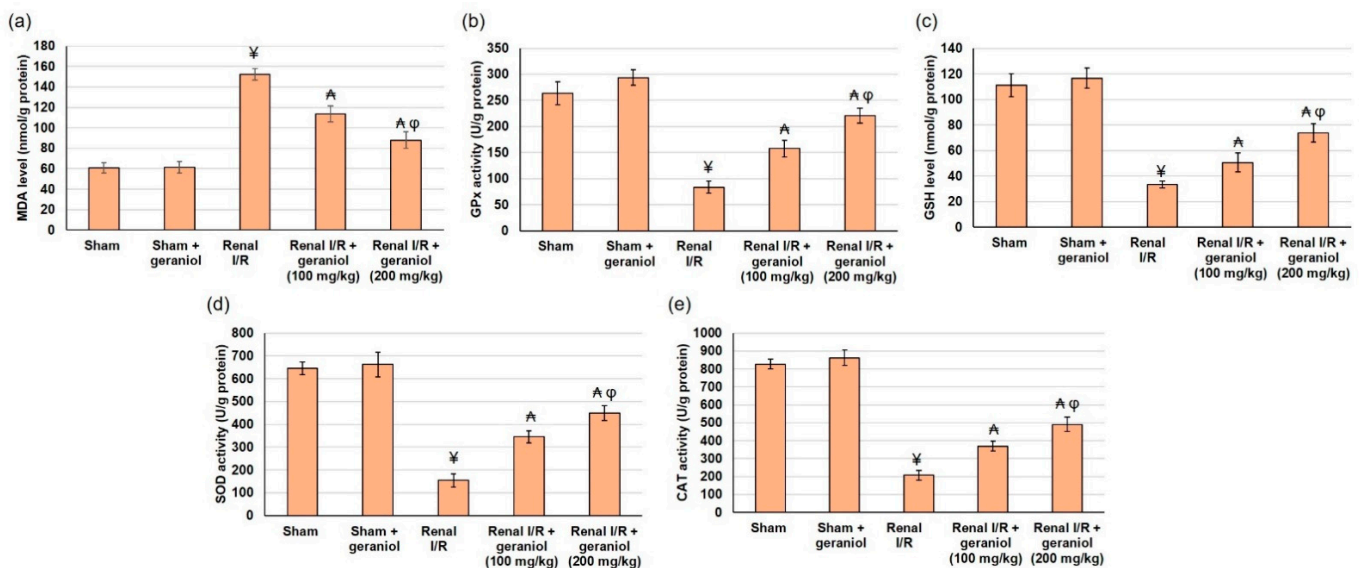 (a)
MDA level (nmol/g protein)
180
160
140
120
100
80
60
40
20
0
¥
₳
₳ φ
Sham
Sham +
geraniol
Renal
I/R
Renal I/R +
geraniol
(100 mg/kg)
Renal I/R +
geraniol
(200 mg/kg)
(b)
GPx activity (U/g protein)
350
300
250
200
150
100
50
0
¥
₳
₳ φ
Sham
Sham +
geraniol
Renal
I/R
Renal I/R +
geraniol
(100 mg/kg)
Renal I/R +
geraniol
(200 mg/kg)
(c)
GSH level (nmol/g protein)
140
120
100
80
60
40
20
0
¥
₳
₳ φ
Sham
Sham +
geraniol
Renal
I/R
Renal I/R +
geraniol
(100 mg/kg)
Renal I/R +
geraniol
(200 mg/kg)
(d)
SOD activity (U/g protein)
800
700
600
500
400
300
200
100
0
¥
₳
₳ φ
Sham
Sham +
geraniol
Renal
I/R
Renal I/R +
geraniol
(100 mg/kg)
Renal I/R +
geraniol
(200 mg/kg)
(e)
CAT activity (U/g protein)
1000
900
800
700
600
500
400
300
200
100
0
¥
₳
₳ φ
Sham
Sham +
geraniol
Renal
I/R
Renal I/R +
geraniol
(100 mg/kg)
Renal I/R +
geraniol
(200 mg/kg)